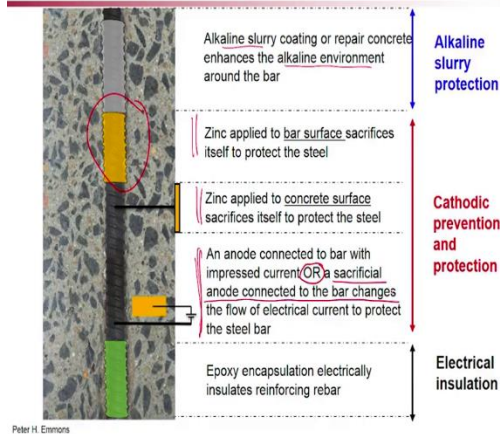 Alkaline slurry coating or repair concrete
enhances the alkaline environment
around the bar
Alkaline
slurry
protection
Zinc applied to bar surface sacrifices
itself to protect the steel
Zinc applied to concrete surface
sacrifices itself to protect the steel
Cathodic
prevention
and
protection
An anode connected to bar with
impressed current OR a sacrificial
anode connected to the bar changes
the flow of electrical current to protect
the steel bar
Epoxy encapsulation electrically
insulates reinforcing rebar
Electrical
insulation
Peter H. Emmons